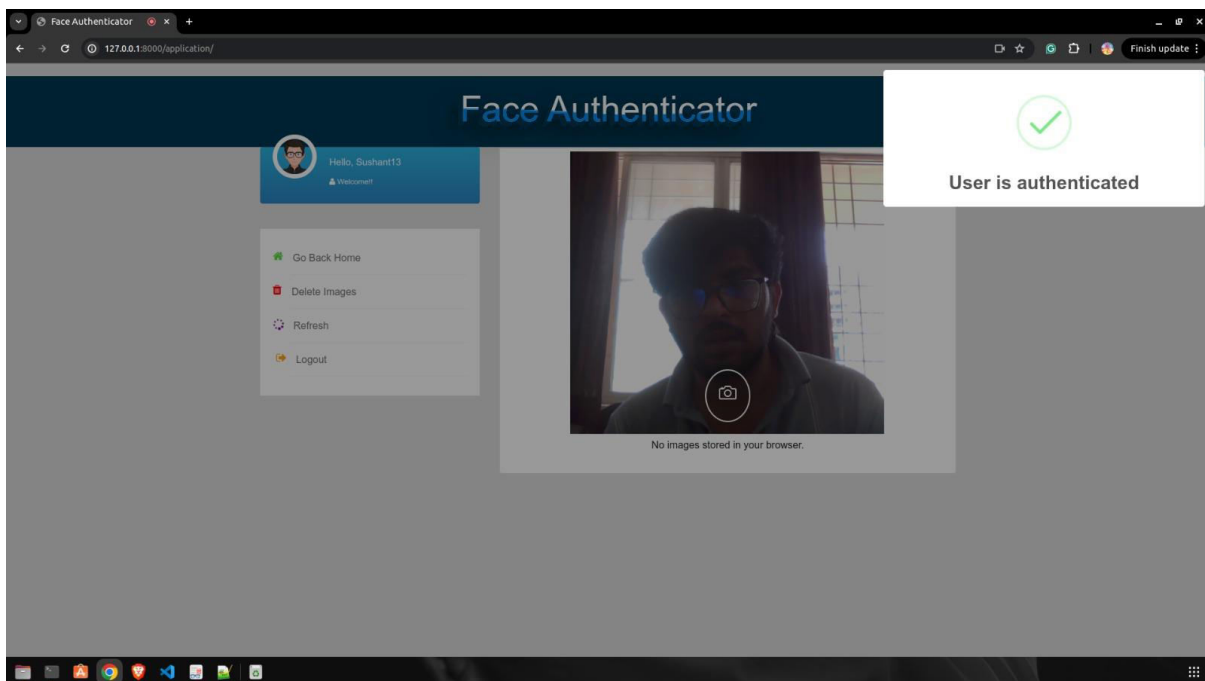 Face Authenticator
127.0.0.1:8000/application/
Finish update
Face Authenticator
Hello, Sushant13
Welcome!!
User is authenticated
Go Back Home
Delete Images
Refresh
Logout
No images stored in your browser.